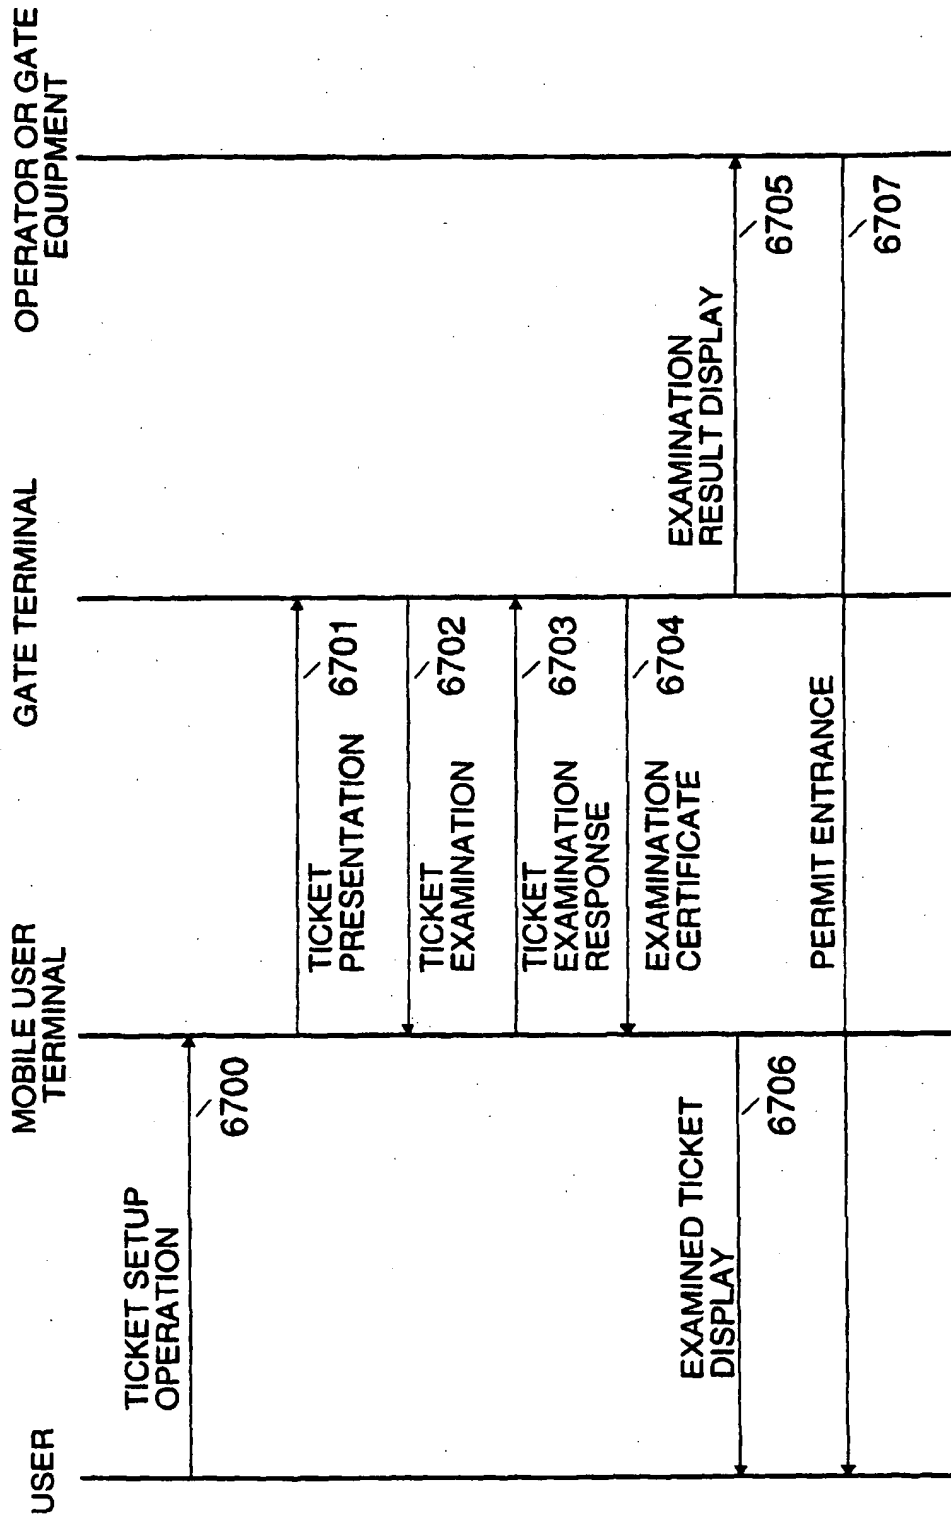 USER
MOBILE USER
TERMINAL
GATE TERMINAL
OPERATOR OR GATE
EQUIPMENT
TICKET SETUP
OPERATION
6700
TICKET
PRESENTATION
6701
TICKET
EXAMINATION
6702
TICKET
EXAMINATION
RESPONSE
6703
EXAMINATION
CERTIFICATE
6704
EXAMINATION
RESULT DISPLAY
6705
EXAMINED TICKET
DISPLAY
6706
PERMIT ENTRANCE
6707